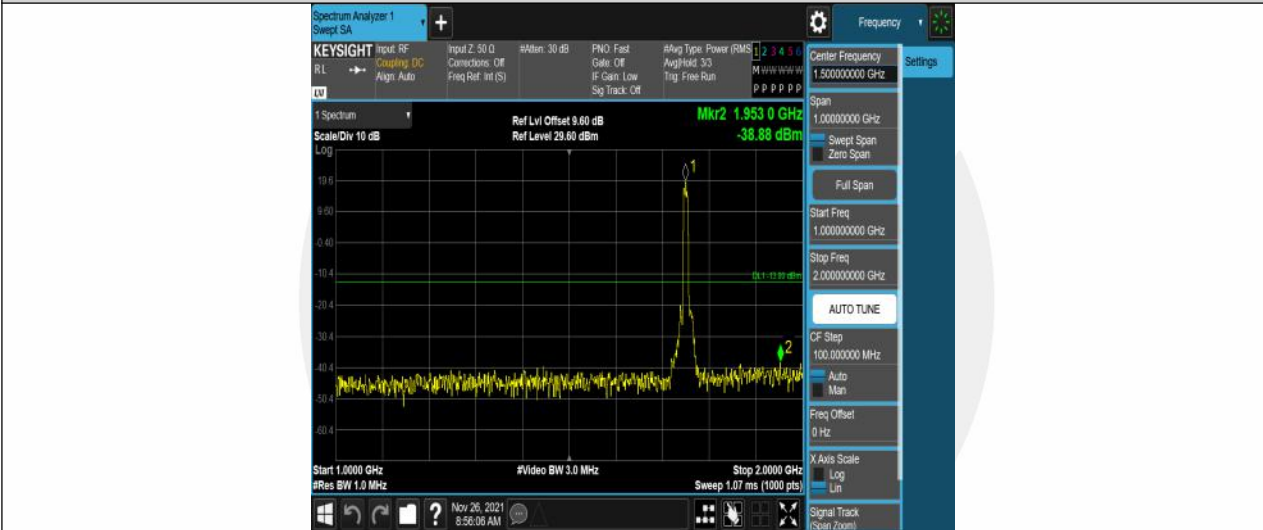 Spectrum Analyzer 1
Swept SA
+
Frequency
KEYSIGHT
RL
LV
Input: RF
Coupling: DC
Align: Auto
Input Z: 50 Ω
Corrections: Off
Freq Ref: Int (S)
#Atten: 30 dB
PNO: Fast
Gate: Off
IF Gain: Low
Sig Track: Off
#Avg Type: Power (RMS
Avg|Hold: 3/3
Trig: Free Run
1 2 3 4 5 6
M W W W W W
P P P P P P
1 Spectrum
Scale/Div 10 dB
Ref Lvl Offset 9.60 dB
Ref Level 29.60 dBm
Mkr2 1.953 0 GHz
-38.88 dBm
Log
19.6
9.60
-0.40
-10.4
-20.4
-30.4
-40.4
-50.4
-60.4
1
2
Start 1.0000 GHz
#Res BW 1.0 MHz
#Video BW 3.0 MHz
Stop 2.0000 GHz
Sweep 1.07 ms (1000 pts)
?
Nov 26, 2021
8:56:06 AM
Center Frequency
1.500000000 GHz
Settings
Span
1.00000000 GHz
Swept Span
Zero Span
Full Span
Start Freq
1.000000000 GHz
Stop Freq
2.000000000 GHz
AUTO TUNE
CF Step
100.000000 MHz
Auto
Man
Freq Offset
0 Hz
X Axis Scale
Log
Lin
Signal Track
(Span Zoom)